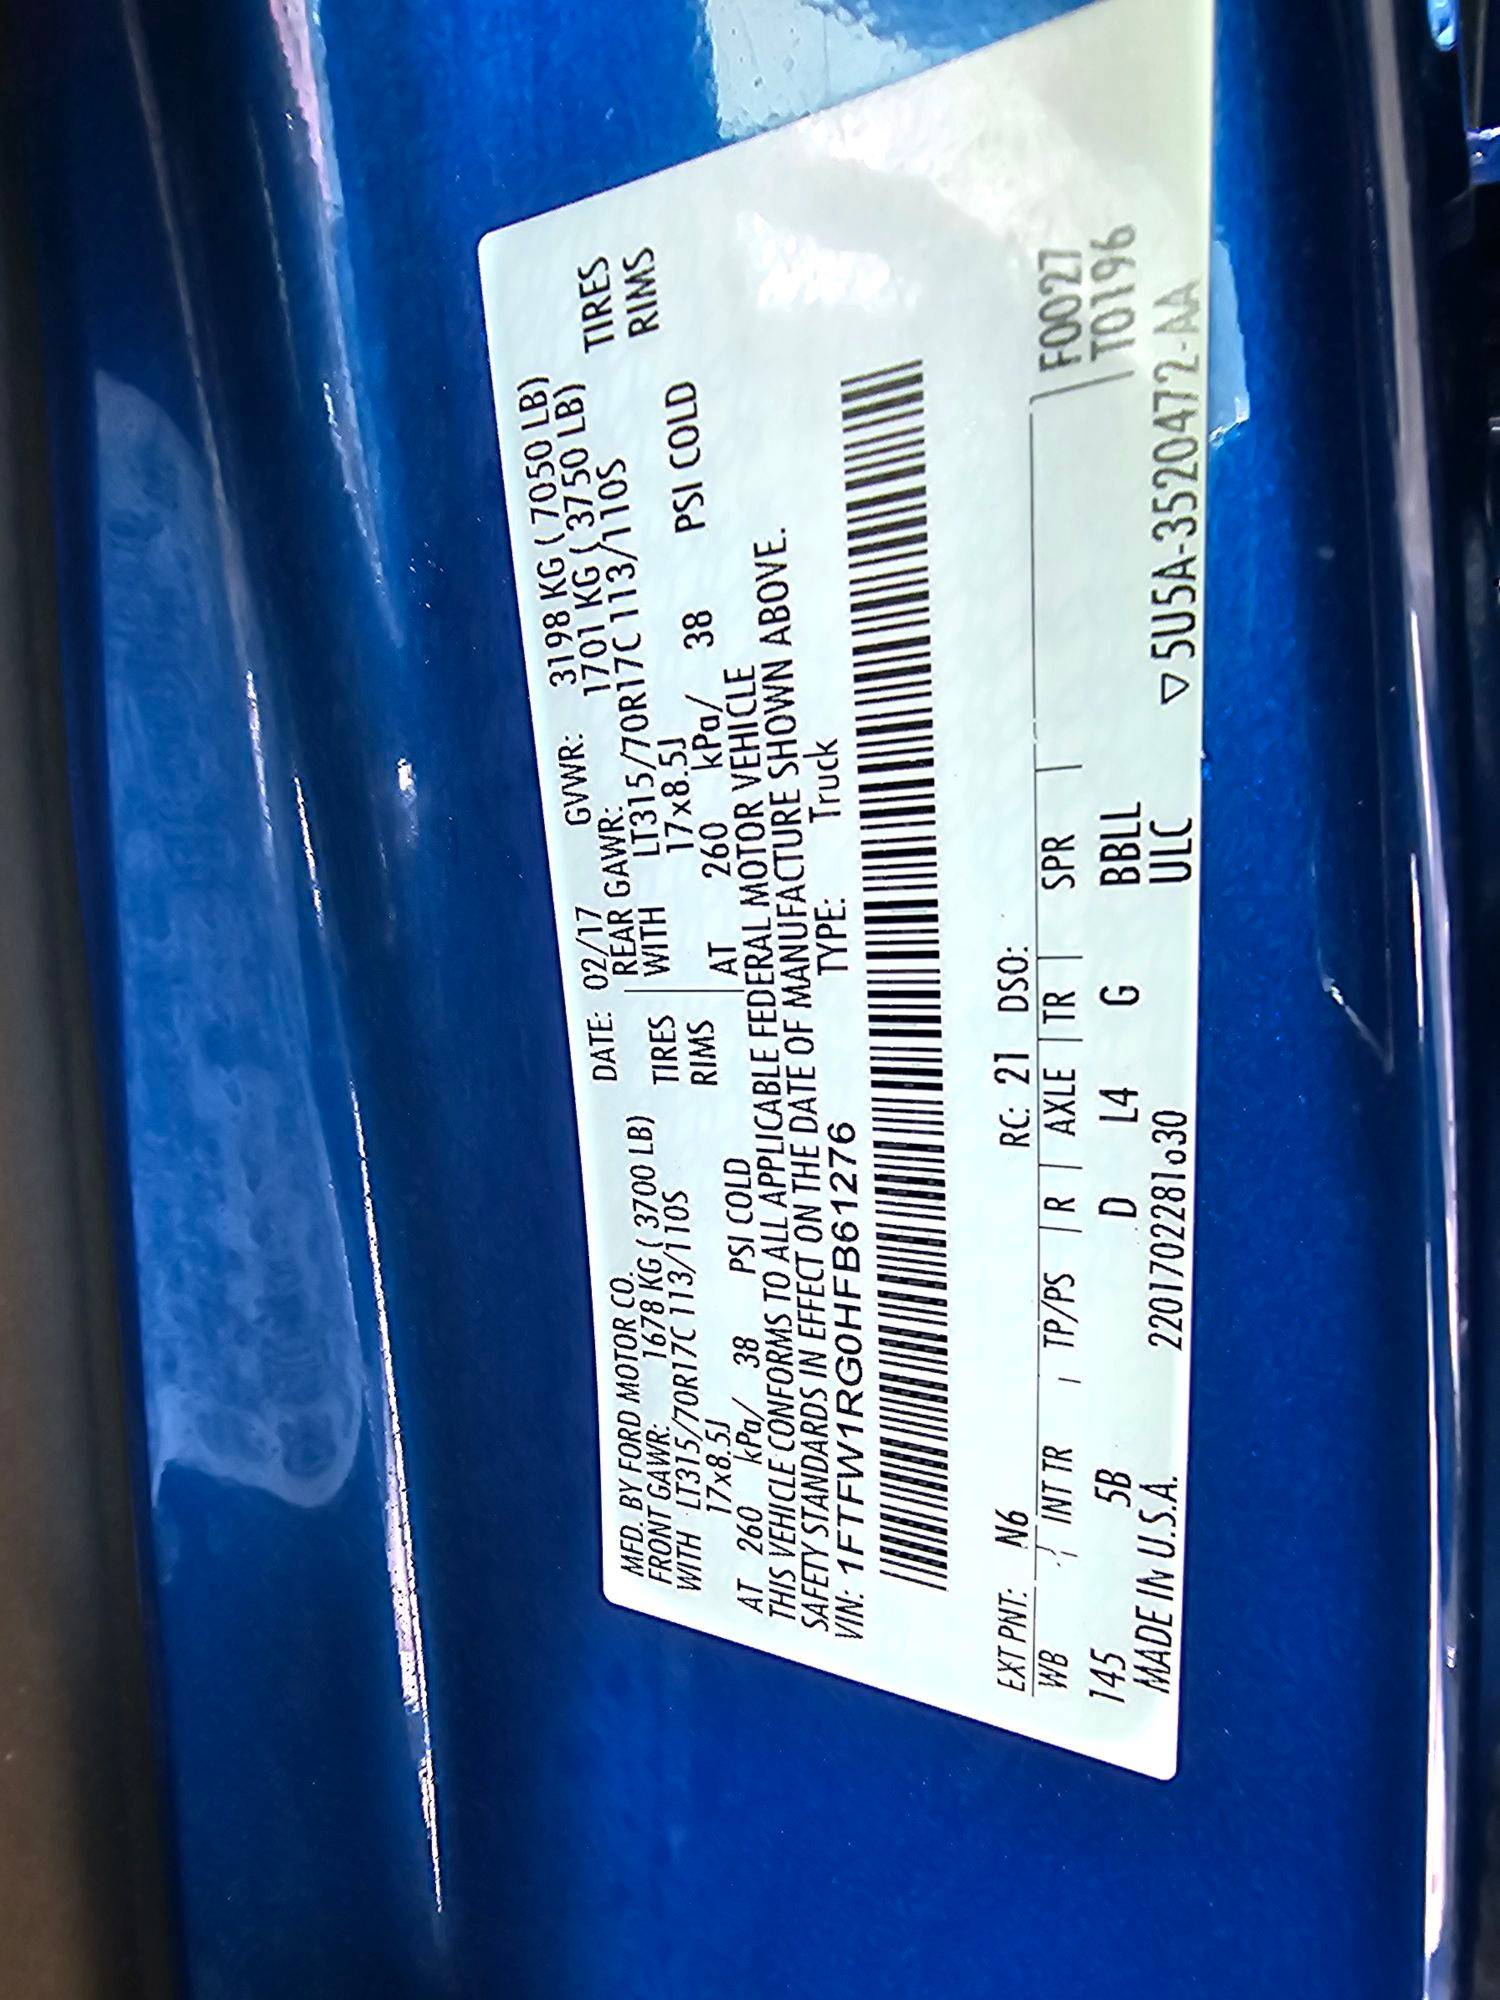 MFD. BY FORD MOTOR CO. DATE: 02/17 GVWR: 3198 KG ( 7050 LB)
FRONT GAWR: 1678 KG ( 3700 LB) REAR GAWR: 1701 KG ( 3750 LB)
WITH LT315/70R17C 113/110S TIRES WITH LT315/70R17C 113/110S TIRES
17x8.5J RIMS 17x8.5J RIMS
AT 260 kPa/ 38 PSI COLD AT 260 kPa/ 38 PSI COLD
THIS VEHICLE CONFORMS TO ALL APPLICABLE FEDERAL MOTOR VEHICLE
SAFETY STANDARDS IN EFFECT ON THE DATE OF MANUFACTURE SHOWN ABOVE.
VIN: 1FTFW1RG0HFB61276 TYPE: Truck
EXT PNT: N6 RC: 21 DSO:
WB INT TR TP/PS R AXLE TR SPR F0027
145 5B D L4 G BBLL T0196
MADE IN U.S.A. 2201702281030 ULC ▽5U5A-3520472-AA